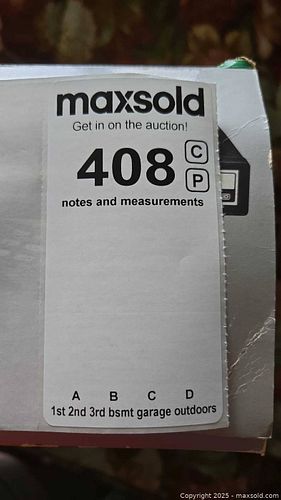 maxsold
Get in on the auction!
408 C
P
notes and measurements
A B C D
1st 2nd 3rd bsmt garage outdoors
Copyright 2025 - maxsold.com